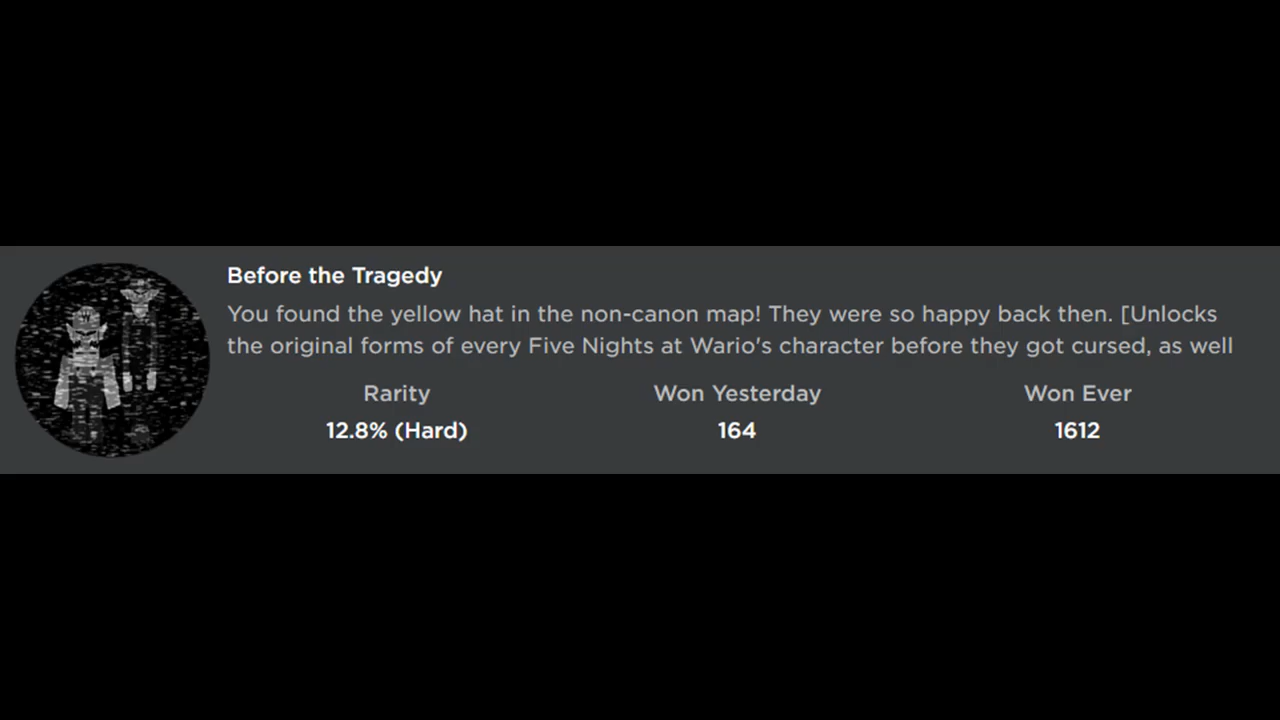 Before the Tragedy
You found the yellow hat in the non-canon map! They were so happy back then. [Unlocks
the original forms of every Five Nights at Wario's character before they got cursed, as well
Rarity Won Yesterday Won Ever
12.8% (Hard) 164 1612